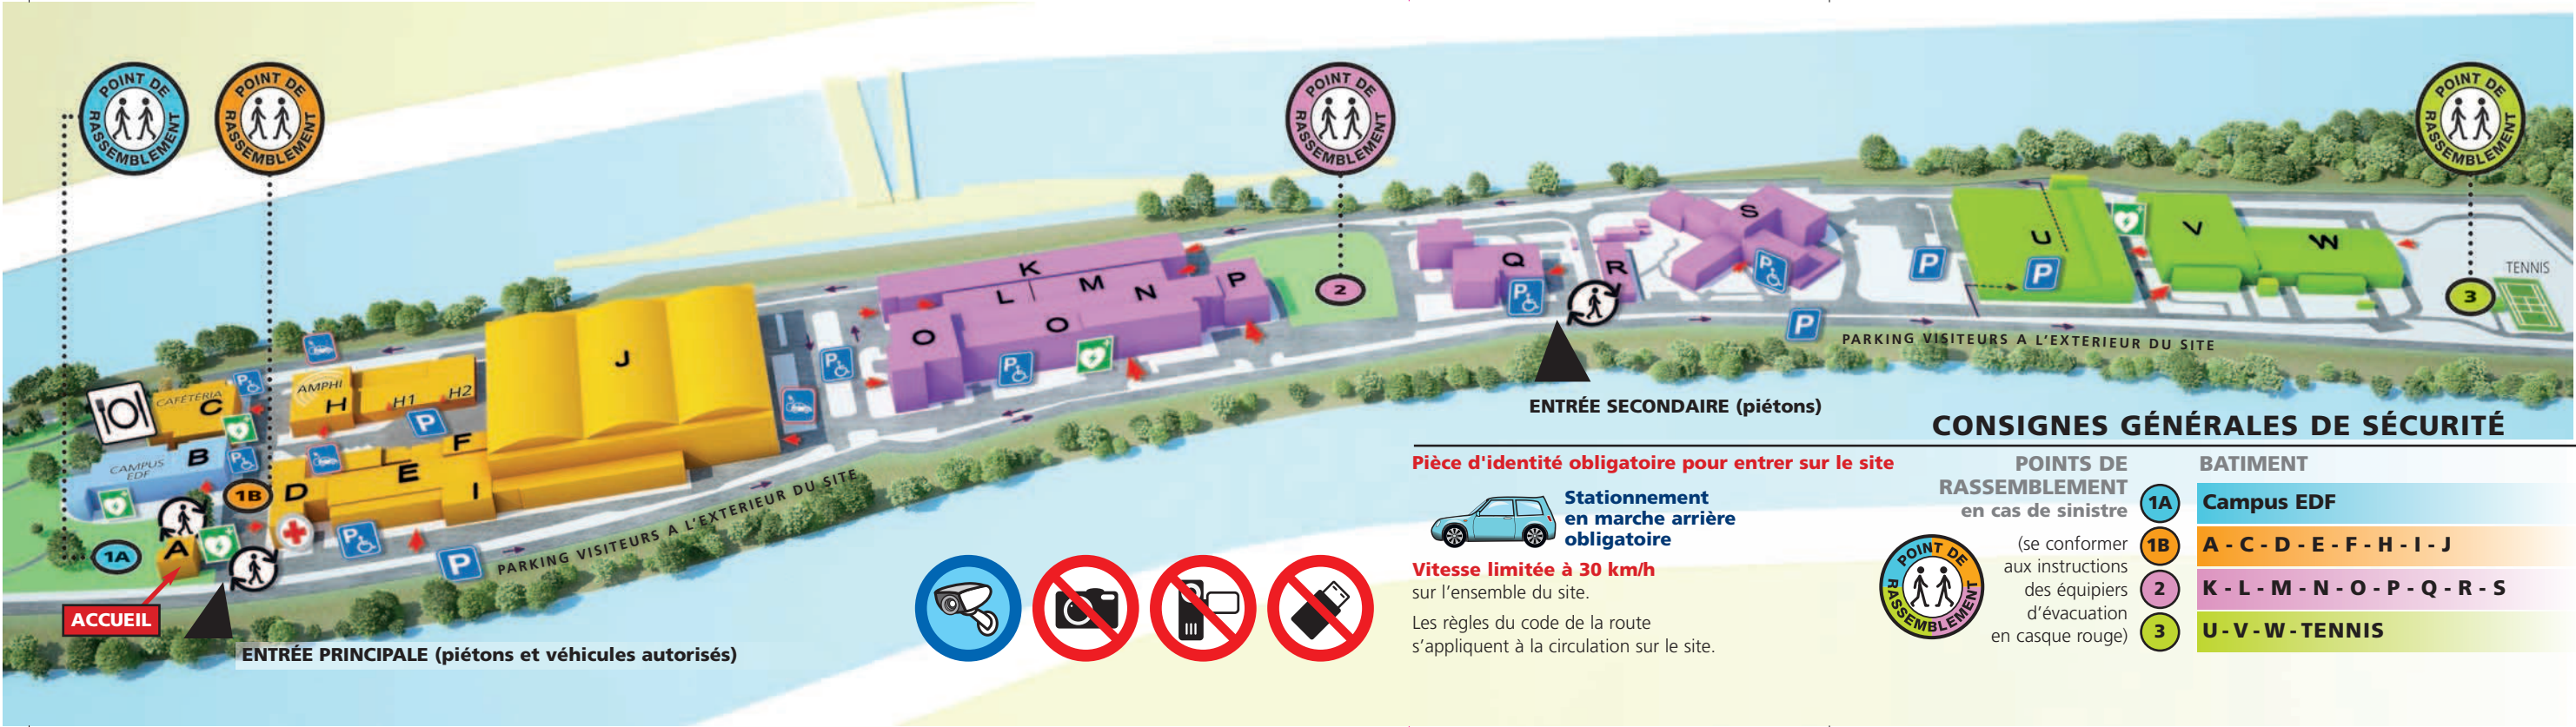 POINT DE RASSEMBLEMENT
POINT DE RASSEMBLEMENT
POINT DE RASSEMBLEMENT
POINT DE RASSEMBLEMENT
S
U
V
W
P
P
K
L
M
N
P
O
O
Q
R
P
P
2
3
TENNIS
P
PARKING VISITEURS A L'EXTERIEUR DU SITE
J
P
P
AMPHI
H
H1
H2
P
CAFÉTÉRIA
C
P
CAMPUS
EDF
B
P
F
E
D
I
1B
1A
A
P
P
PARKING VISITEURS A L'EXTERIEUR DU SITE
ACCUEIL
ENTRÉE PRINCIPALE (piétons et véhicules autorisés)
ENTRÉE SECONDAIRE (piétons)
CONSIGNES GÉNÉRALES DE SÉCURITÉ
Pièce d'identité obligatoire pour entrer sur le site
Stationnement
en marche arrière
obligatoire
Vitesse limitée à 30 km/h
sur l'ensemble du site.
Les règles du code de la route
s'appliquent à la circulation sur le site.
POINTS DE
RASSEMBLEMENT
en cas de sinistre
(se conformer
aux instructions
des équipiers
d'évacuation
en casque rouge)
POINT DE RASSEMBLEMENT
BATIMENT
1A Campus EDF
1B A - C - D - E - F - H - I - J
2 K - L - M - N - O - P - Q - R - S
3 U - V - W - TENNIS